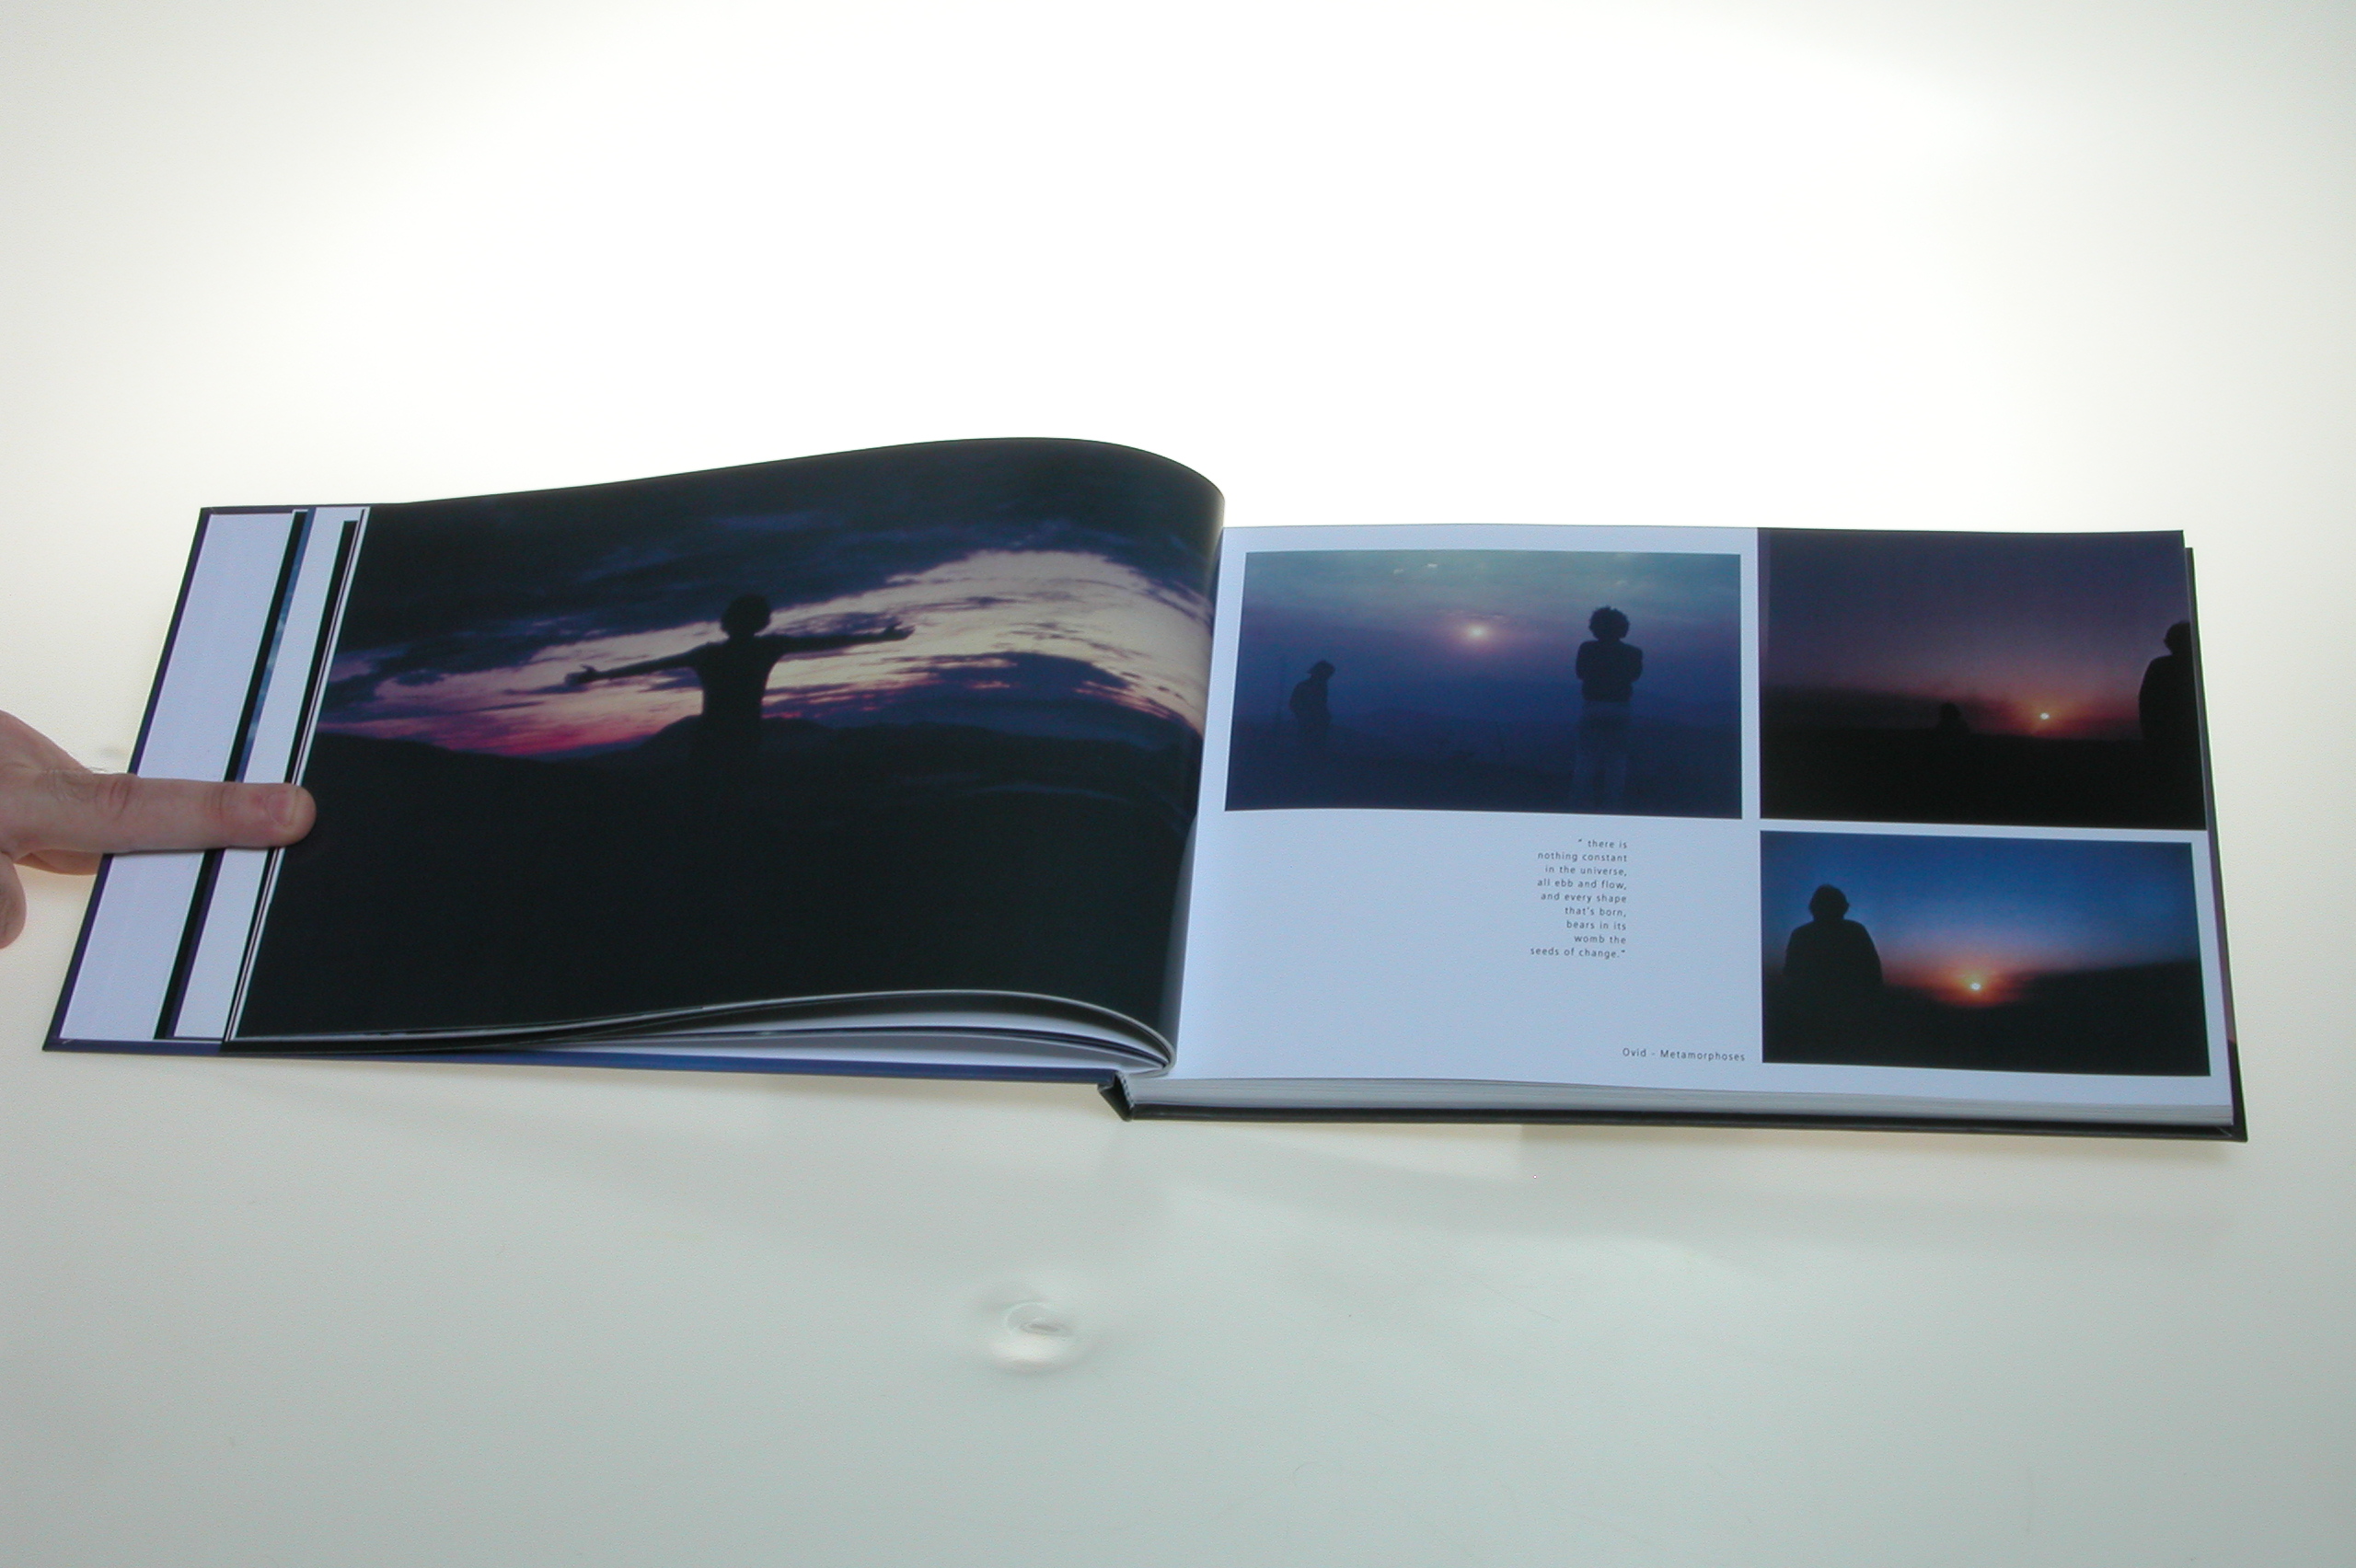 “ there is
nothing constant
in the universe,
all ebb and flow,
and every shape
that's born,
bears in its
womb the
seeds of change.”
Ovid - Metamorphoses